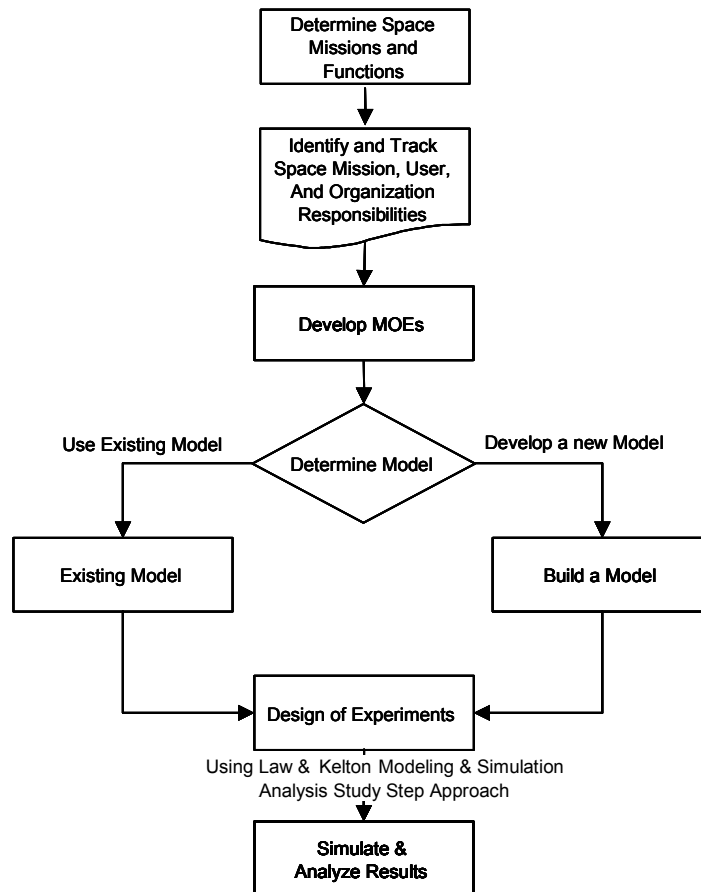 Determine Space
Missions and
Functions
Identify and Track
Space Mission, User,
And Organization
Responsibilities
Develop MOEs
Use Existing Model
Develop a new Model
Determine Model
Existing Model
Build a Model
Design of Experiments
Using Law & Kelton Modeling & Simulation
Analysis Study Step Approach
Simulate &
Analyze Results